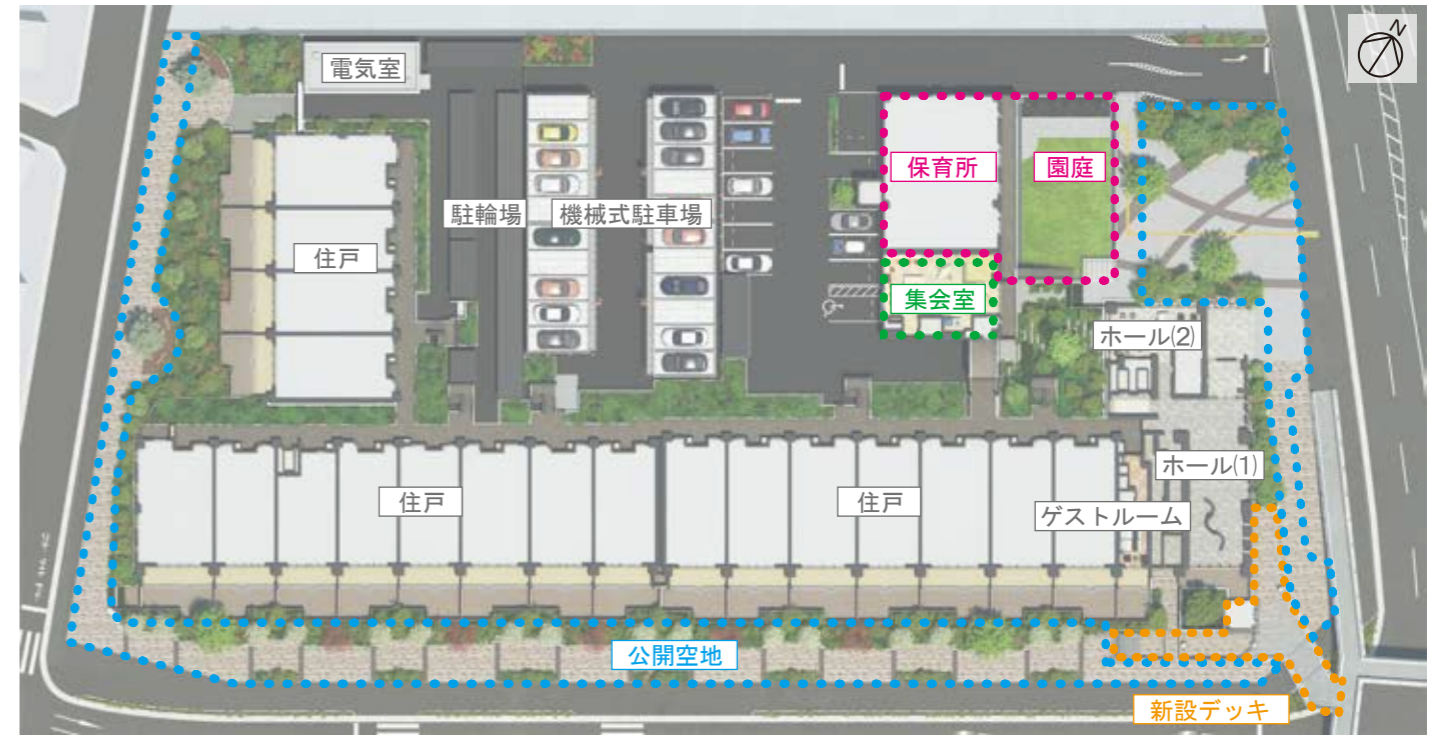 N
電気室
保育所
園庭
駐輪場
機械式駐車場
住戸
集会室
ホール⑵
ホール⑴
住戸
住戸
ゲストルーム
公開空地
新設デッキ